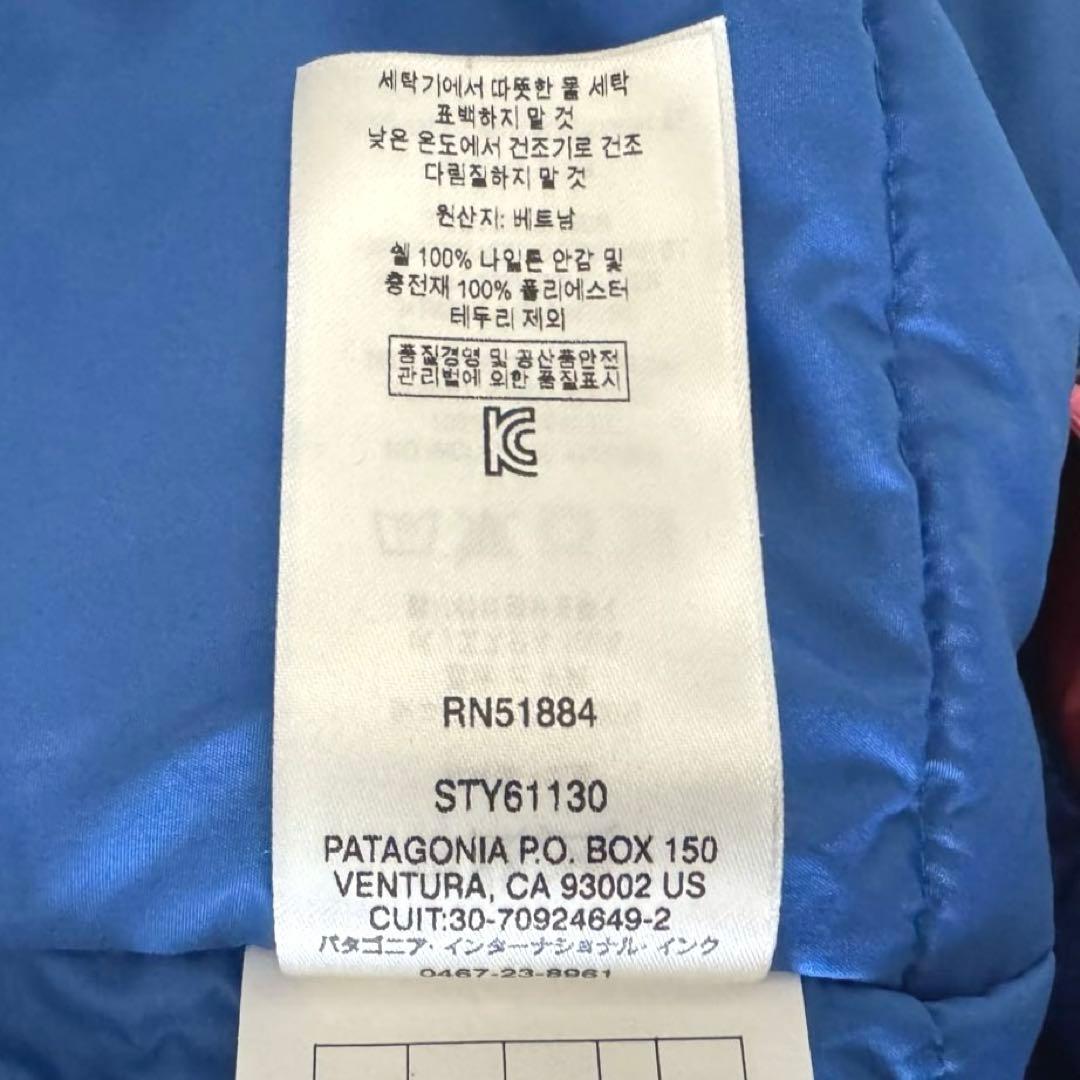 세탁기에서 따뜻한 물 세탁
표백하지 말 것
낮은 온도에서 건조기로 건조
다림질하지 말 것
원산지: 베트남
쉘 100% 나일론 안감 및
충전재 100% 폴리에스터
테두리 제외
품질경영 및 공산품안전
관리법에 의한 품질표시
KC
RN51884
STY61130
PATAGONIA P.O. BOX 150
VENTURA, CA 93002 US
CUIT:30-70924649-2
パタゴニア・インターナショナル・インク
0467-23-8961